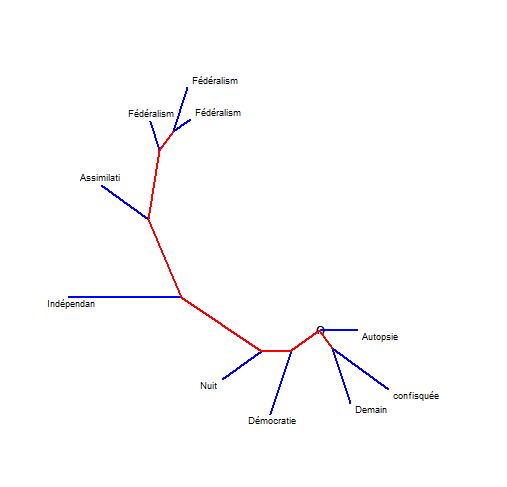 Fédéralism
Fédéralism
Fédéralism
Assimilati
Indépendan
Autopsie
Nuit
confisquée
Demain
Démocratie